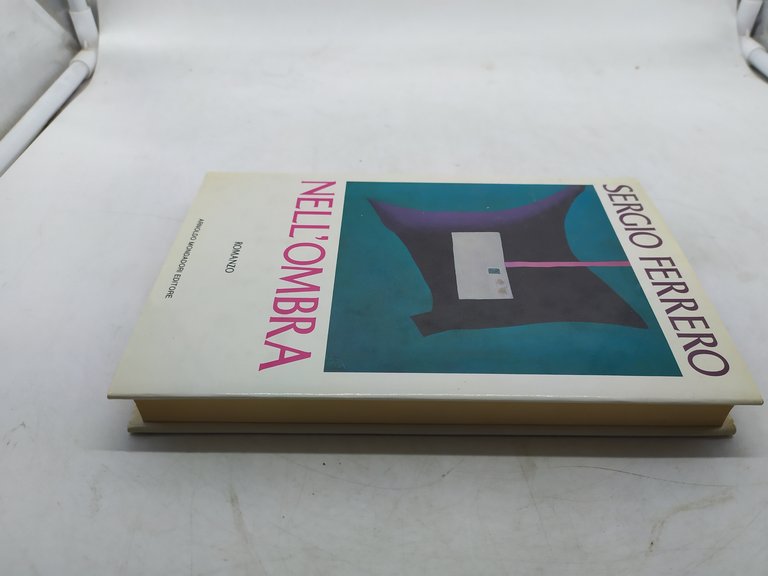 SERGIO FERRERO
NELL'OMBRA
ROMANZO
ARNOLDO MONDADORI EDITORE